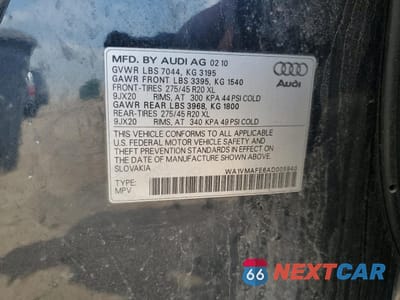 MFD. BY AUDI AG 02 10
GVWR LBS 7044, KG 3195
GAWR FRONT LBS 3395, KG 1540
FRONT-TIRES 275/45 R20 XL
9JX20 RIMS, AT 300 KPA 44 PSI COLD
GAWR REAR LBS 3968, KG 1800
REAR-TIRES 275/45 R20 XL
9JX20 RIMS, AT 340 KPA 49 PSI COLD
Audi
THIS VEHICLE CONFORMS TO ALL APPLICABLE
U.S. FEDERAL MOTOR VEHICLE SAFETY AND
THEFT PREVENTION STANDARDS IN EFFECT ON
THE DATE OF MANUFACTURE SHOWN ABOVE.
SLOVAKIA
TYPE:
MPV
66 NEXTCAR